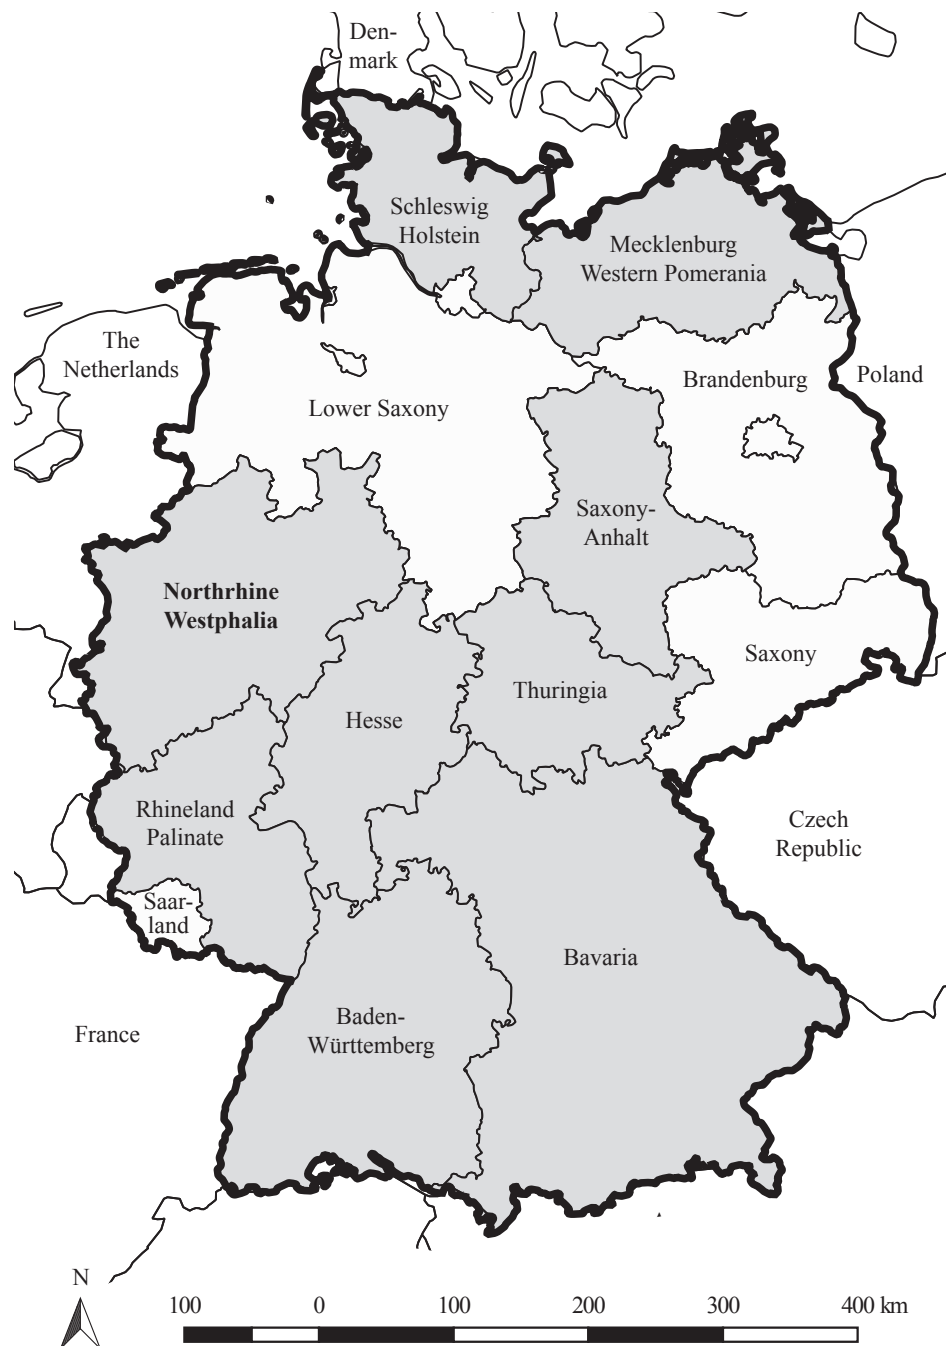 Den-
mark
Schleswig
Holstein
Mecklenburg
Western Pomerania
The
Netherlands
Lower Saxony
Brandenburg
Poland
Saxony-
Anhalt
Northrhine
Westphalia
Saxony
Thuringia
Hesse
Rhineland
Palinate
Czech
Republic
Saar-
land
Bavaria
France
Baden-
Württemberg
N
100 0 100 200 300 400 km